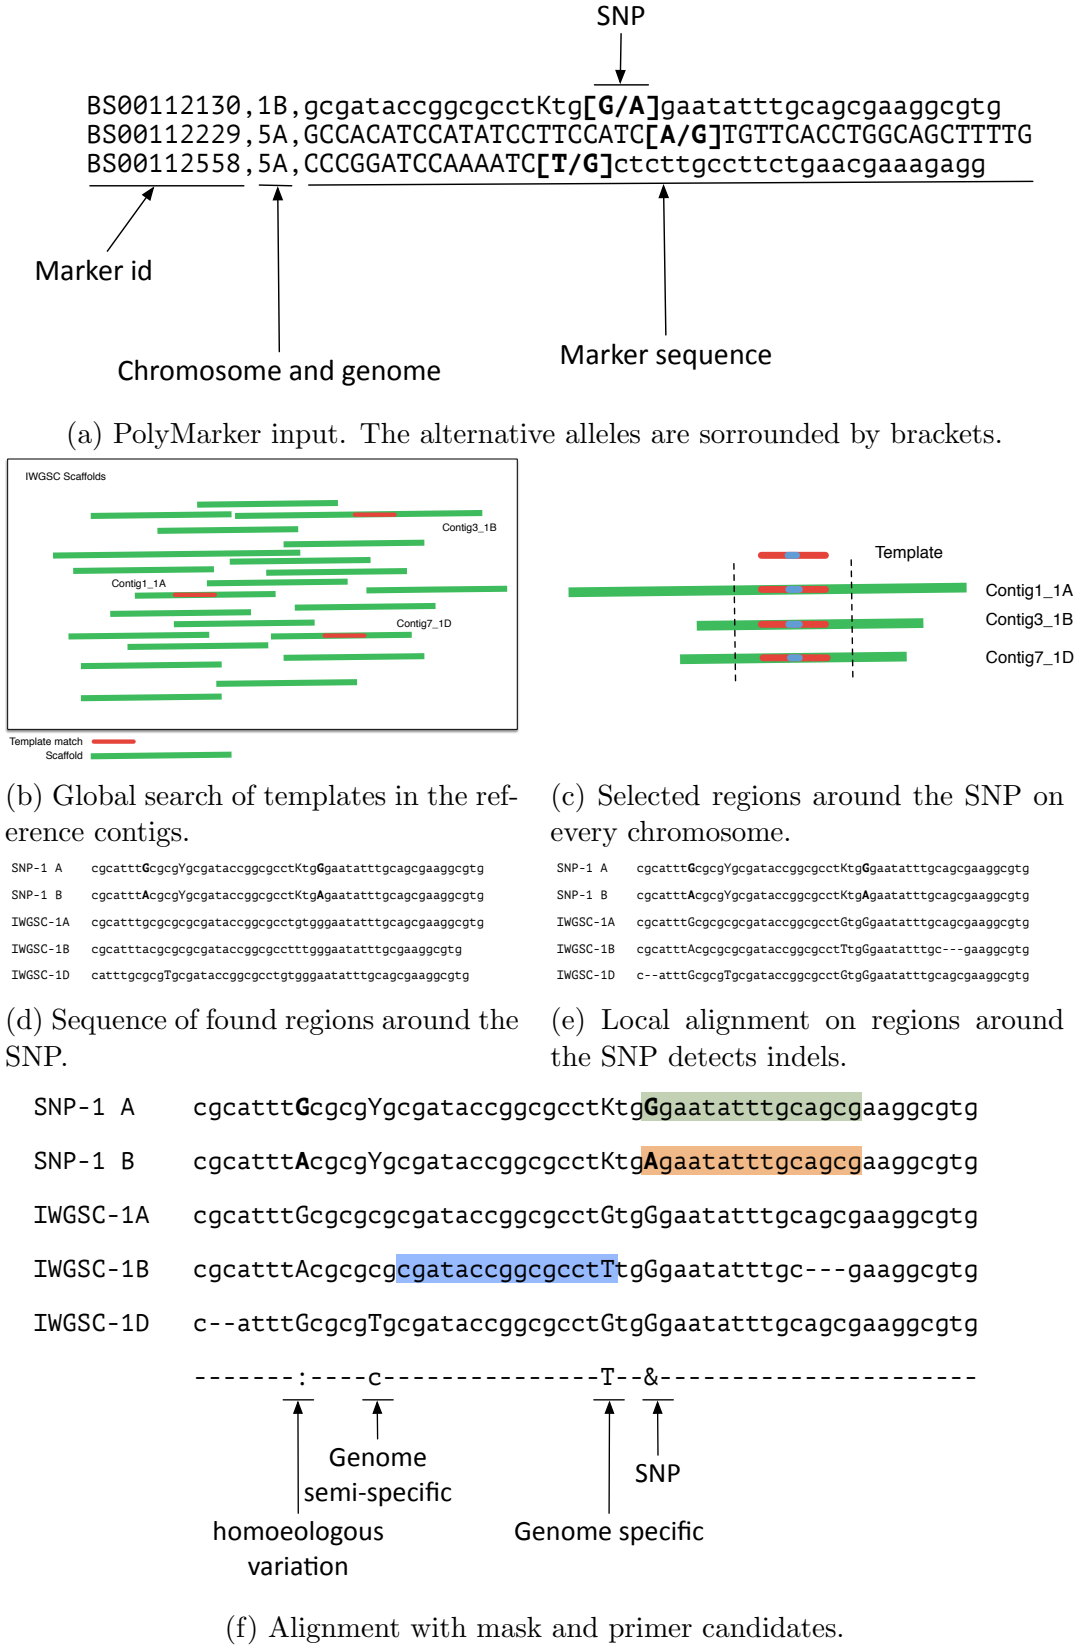 SNP
BS00112130,1B,gcgataccggcgcctKtg[G/A]gaatatttgcagcgaaggcgtg
BS00112229,5A,GCCACATCCATATCCTTCCATC[A/G]TGTTCACCTGGCAGCTTTTG
BS00112558,5A,CCCGGATCCAAAATC[T/G]ctcttgccttctgaacgaaagagg
Marker id
Chromosome and genome
Marker sequence
(a) PolyMarker input. The alternative alleles are sorrounded by brackets.
IWGSC Scaffolds
Contig3_1B
Contig1_1A
Contig7_1D
Template match
Scaffold
Template
Contig1_1A
Contig3_1B
Contig7_1D
(b) Global search of templates in the ref-
erence contigs.
(c) Selected regions around the SNP on
every chromosome.
SNP-1 A cgcatttGcgcgYgcgataccggcgcctKtgGgaatatttgcagcgaaggcgtg
SNP-1 B cgcatttAcgcgYgcgataccggcgcctKtgAgaatatttgcagcgaaggcgtg
IWGSC-1A cgcatttgcgcgcgcgataccggcgcctgtgggaatatttgcagcgaaggcgtg
IWGSC-1B cgcatttacgcgcgcgataccggcgcctttgggaatatttgcgaaggcgtg
IWGSC-1D catttgcgcgTgcgataccggcgcctgtgggaatatttgcagcgaaggcgtg
(d) Sequence of found regions around the
SNP.
SNP-1 A cgcatttGcgcgYgcgataccggcgcctKtgGgaatatttgcagcgaaggcgtg
SNP-1 B cgcatttAcgcgYgcgataccggcgcctKtgAgaatatttgcagcgaaggcgtg
IWGSC-1A cgcatttGcgcgcgcgataccggcgcctGtgGgaatatttgcagcgaaggcgtg
IWGSC-1B cgcatttAcgcgcgcgataccggcgcctTtgGgaatatttgc---gaaggcgtg
IWGSC-1D c--atttGcgcgTgcgataccggcgcctGtgGgaatatttgcagcgaaggcgtg
(e) Local alignment on regions around
the SNP detects indels.
SNP-1 A cgcatttGcgcgYgcgataccggcgcctKtgGgaatatttgcagcgaaggcgtg
SNP-1 B cgcatttAcgcgYgcgataccggcgcctKtgAgaatatttgcagcgaaggcgtg
IWGSC-1A cgcatttGcgcgcgcgataccggcgcctGtgGgaatatttgcagcgaaggcgtg
IWGSC-1B cgcatttAcgcgcgcgataccggcgcctTtgGgaatatttgc---gaaggcgtg
IWGSC-1D c--atttGcgcgTgcgataccggcgcctGtgGgaatatttgcagcgaaggcgtg
-------:----c---------------T--&----------------------
Genome
semi-specific
SNP
homoeologous
variation
Genome specific
(f) Alignment with mask and primer candidates.